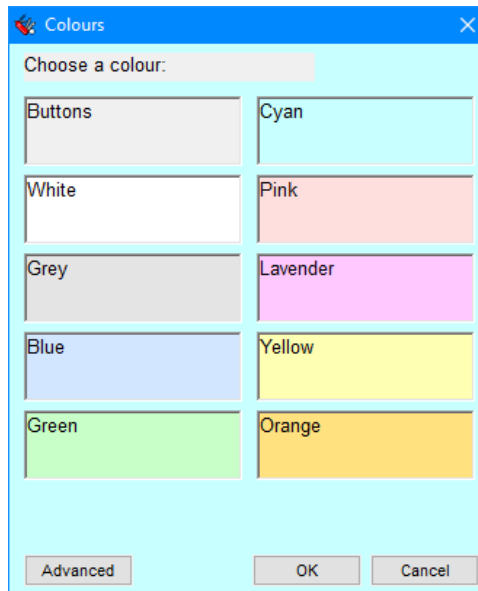 Colours
Choose a colour:
Buttons
Cyan
White
Pink
Grey
Lavender
Blue
Yellow
Green
Orange
Advanced
OK
Cancel